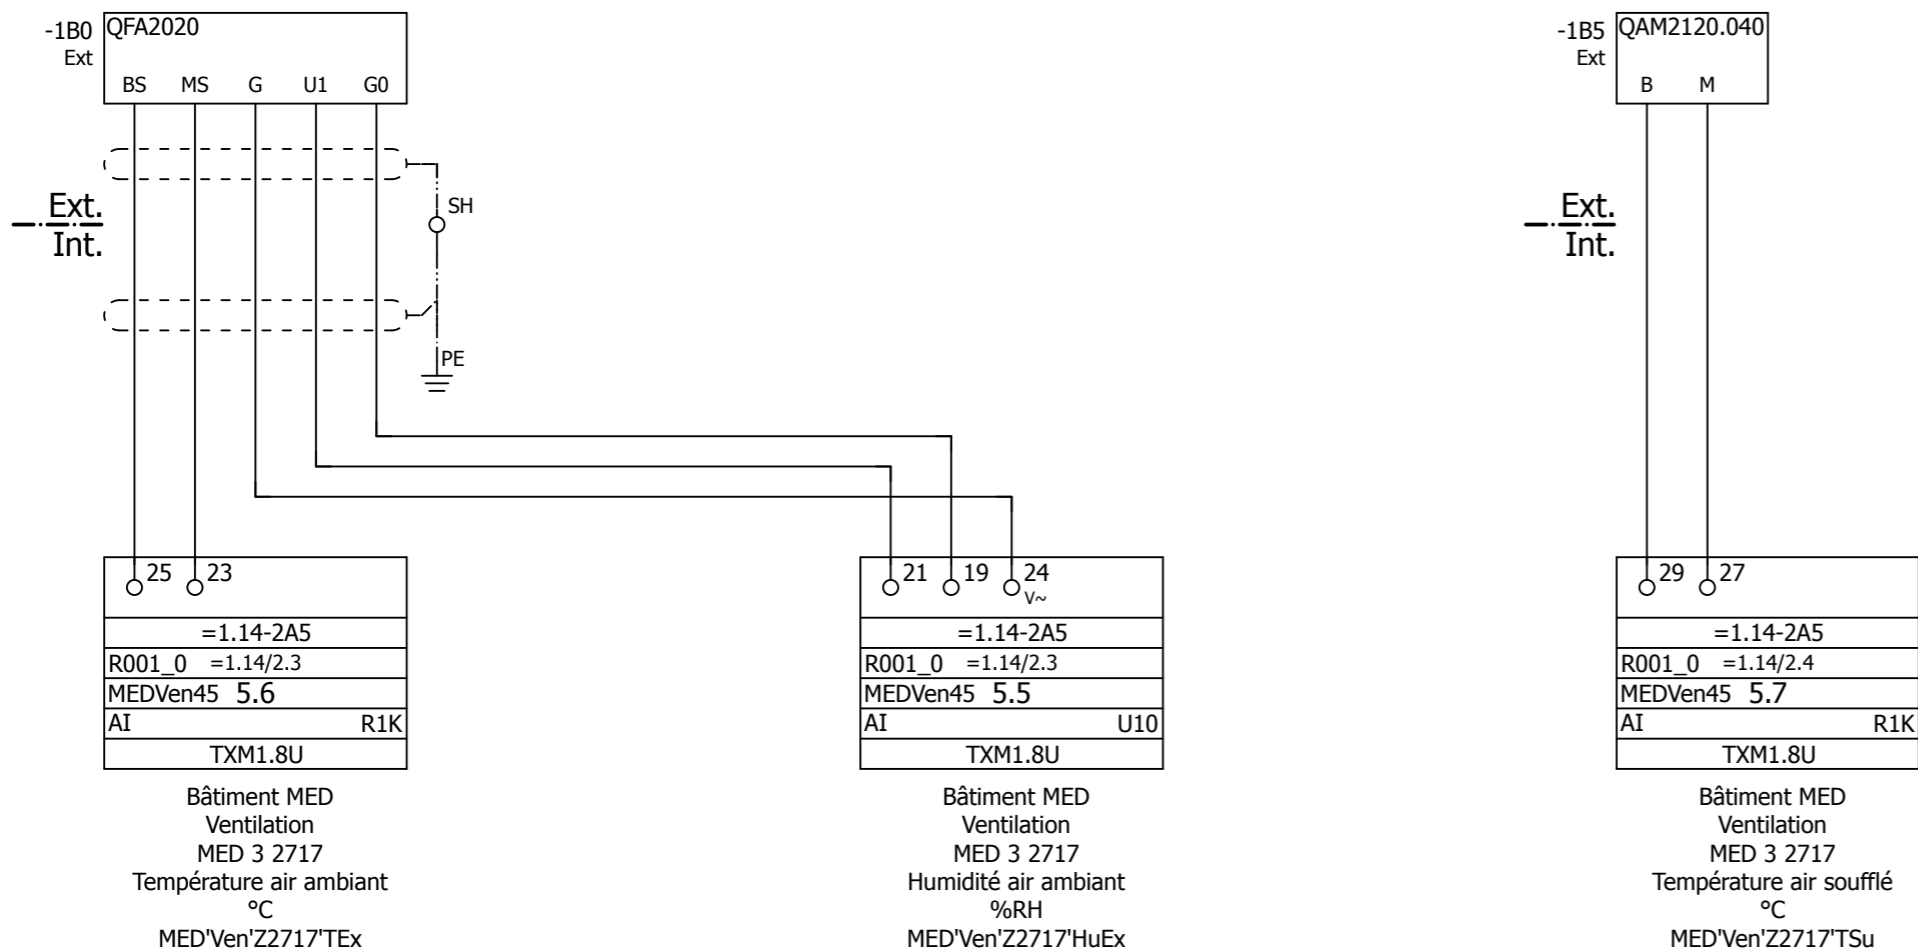 -1B0
Ext
QFA2020
BS MS G U1 G0
-1B5
Ext
QAM2120.040
B M
Ext.
Int.
SH
PE
Ext.
Int.
25 23
=1.14-2A5
R001_0 =1.14/2.3
MEDVen45 5.6
AI R1K
TXM1.8U
Bâtiment MED
Ventilation
MED 3 2717
Température air ambiant
°C
MED'Ven'Z2717'TEx
21 19 24
V~
=1.14-2A5
R001_0 =1.14/2.3
MEDVen45 5.5
AI U10
TXM1.8U
Bâtiment MED
Ventilation
MED 3 2717
Humidité air ambiant
%RH
MED'Ven'Z2717'HuEx
29 27
=1.14-2A5
R001_0 =1.14/2.4
MEDVen45 5.7
AI R1K
TXM1.8U
Bâtiment MED
Ventilation
MED 3 2717
Température air soufflé
°C
MED'Ven'Z2717'TSu